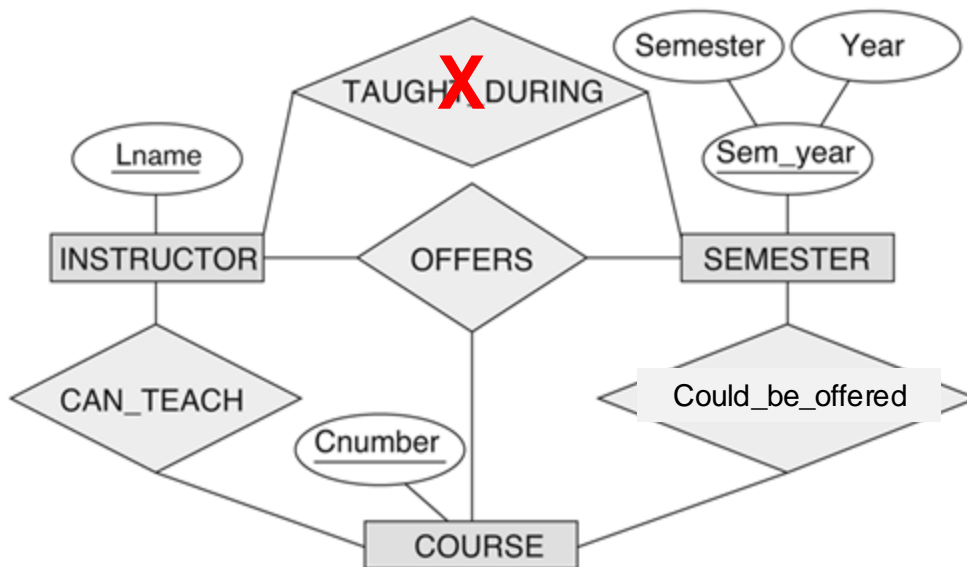 Semester
Year
TAUGHT_DURING
X
Lname
Sem_year
INSTRUCTOR
OFFERS
SEMESTER
CAN_TEACH
Could_be_offered
Cnumber
COURSE